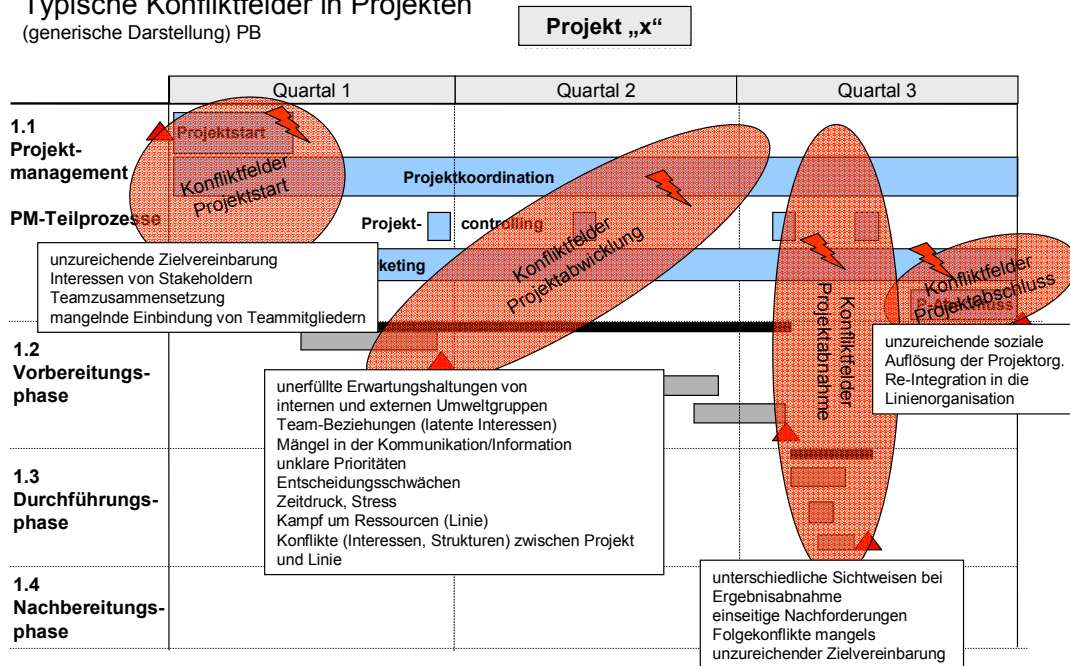 Typische Konfliktfelder in Projekten
(generische Darstellung) PB
Projekt „x“
Quartal 1
Quartal 2
Quartal 3
1.1
Projekt-
management
PM-Teilprozesse
Projektstart
Konfliktfelder
Projektstart
Projektkoordination
Projekt-
controlling
rketing
Konfliktfelder
Projektabwicklung
Konfliktfelder
Projektabnahme
Konfliktfelder
Projektabschluss
unzureichende Zielvereinbarung
Interessen von Stakeholdern
Teamzusammensetzung
mangelnde Einbindung von Teammitgliedern
1.2
Vorbereitungs-
phase
unerfüllte Erwartungshaltungen von
internen und externen Umweltgruppen
Team-Beziehungen (latente Interessen)
Mängel in der Kommunikation/Information
unklare Prioritäten
Entscheidungsschwächen
Zeitdruck, Stress
Kampf um Ressourcen (Linie)
Konflikte (Interessen, Strukturen) zwischen Projekt
und Linie
unzureichende soziale
Auflösung der Projektorg.
Re-Integration in die
Linienorganisation
1.3
Durchführungs-
phase
1.4
Nachbereitungs-
phase
unterschiedliche Sichtweisen bei
Ergebnisabnahme
einseitige Nachforderungen
Folgekonflikte mangels
unzureichender Zielvereinbarung